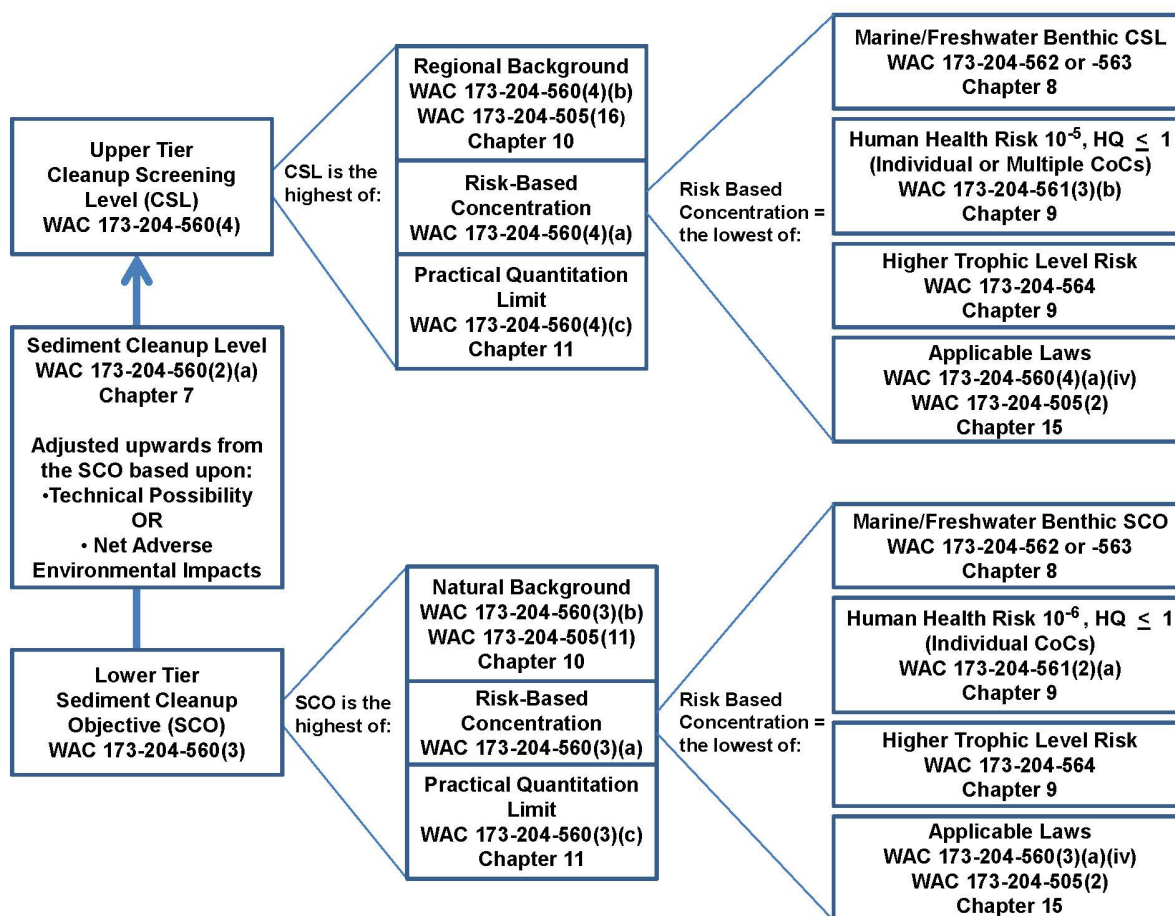 Upper Tier
Cleanup Screening
Level (CSL)
WAC 173-204-560(4)
CSL is the
highest of:
Regional Background
WAC 173-204-560(4)(b)
WAC 173-204-505(16)
Chapter 10
Risk-Based
Concentration
WAC 173-204-560(4)(a)
Practical Quantitation
Limit
WAC 173-204-560(4)(c)
Chapter 11
Risk Based
Concentration =
the lowest of:
Marine/Freshwater Benthic CSL
WAC 173-204-562 or -563
Chapter 8
Human Health Risk 10⁻⁵, HQ ≤ 1
(Individual or Multiple CoCs)
WAC 173-204-561(3)(b)
Chapter 9
Higher Trophic Level Risk
WAC 173-204-564
Chapter 9
Applicable Laws
WAC 173-204-560(4)(a)(iv)
WAC 173-204-505(2)
Chapter 15
Sediment Cleanup Level
WAC 173-204-560(2)(a)
Chapter 7
Adjusted upwards from
the SCO based upon:
•Technical Possibility
OR
• Net Adverse
Environmental Impacts
Lower Tier
Sediment Cleanup
Objective (SCO)
WAC 173-204-560(3)
SCO is the
highest of:
Natural Background
WAC 173-204-560(3)(b)
WAC 173-204-505(11)
Chapter 10
Risk-Based
Concentration
WAC 173-204-560(3)(a)
Practical Quantitation
Limit
WAC 173-204-560(3)(c)
Chapter 11
Risk Based
Concentration =
the lowest of:
Marine/Freshwater Benthic SCO
WAC 173-204-562 or -563
Chapter 8
Human Health Risk 10⁻⁶, HQ ≤ 1
(Individual CoCs)
WAC 173-204-561(2)(a)
Chapter 9
Higher Trophic Level Risk
WAC 173-204-564
Chapter 9
Applicable Laws
WAC 173-204-560(3)(a)(iv)
WAC 173-204-505(2)
Chapter 15